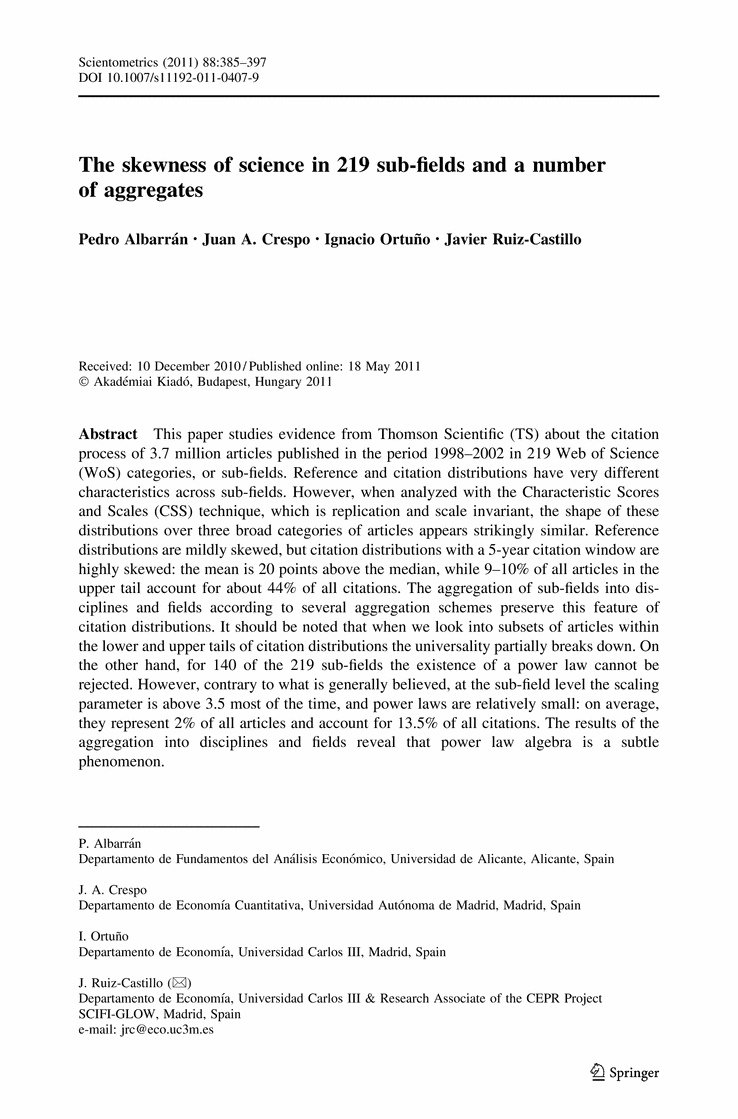 Scientometrics (2011) 88:385–397
DOI 10.1007/s11192-011-0407-9
The skewness of science in 219 sub-fields and a number
of aggregates
Pedro Albarrán · Juan A. Crespo · Ignacio Ortuño · Javier Ruiz-Castillo
Received: 10 December 2010 / Published online: 18 May 2011
© Akadémiai Kiadó, Budapest, Hungary 2011
Abstract This paper studies evidence from Thomson Scientific (TS) about the citation
process of 3.7 million articles published in the period 1998–2002 in 219 Web of Science
(WoS) categories, or sub-fields. Reference and citation distributions have very different
characteristics across sub-fields. However, when analyzed with the Characteristic Scores
and Scales (CSS) technique, which is replication and scale invariant, the shape of these
distributions over three broad categories of articles appears strikingly similar. Reference
distributions are mildly skewed, but citation distributions with a 5-year citation window are
highly skewed: the mean is 20 points above the median, while 9–10% of all articles in the
upper tail account for about 44% of all citations. The aggregation of sub-fields into dis-
ciplines and fields according to several aggregation schemes preserve this feature of
citation distributions. It should be noted that when we look into subsets of articles within
the lower and upper tails of citation distributions the universality partially breaks down. On
the other hand, for 140 of the 219 sub-fields the existence of a power law cannot be
rejected. However, contrary to what is generally believed, at the sub-field level the scaling
parameter is above 3.5 most of the time, and power laws are relatively small: on average,
they represent 2% of all articles and account for 13.5% of all citations. The results of the
aggregation into disciplines and fields reveal that power law algebra is a subtle
phenomenon.
P. Albarrán
Departamento de Fundamentos del Análisis Económico, Universidad de Alicante, Alicante, Spain
J. A. Crespo
Departamento de Economía Cuantitativa, Universidad Autónoma de Madrid, Madrid, Spain
I. Ortuño
Departamento de Economía, Universidad Carlos III, Madrid, Spain
J. Ruiz-Castillo (✉)
Departamento de Economía, Universidad Carlos III & Research Associate of the CEPR Project
SCIFI-GLOW, Madrid, Spain
e-mail: jrc@eco.uc3m.es
Springer